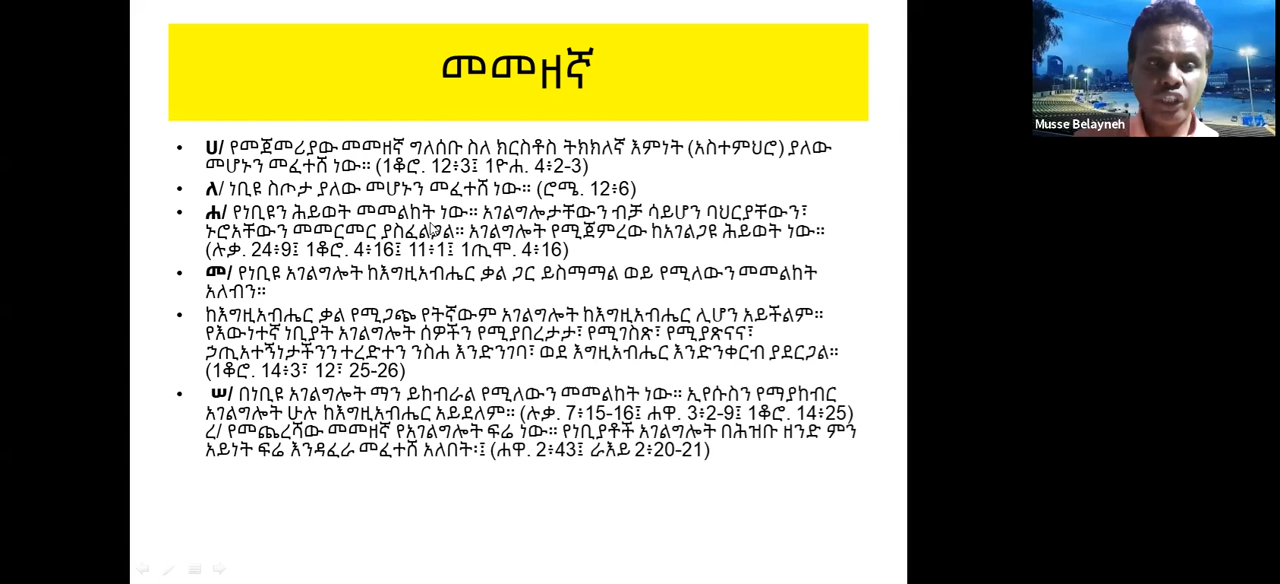 መመዘኛ
Musse Belayneh
• ሀ/ የመጀመሪያው መመዘኛ ግለሰቡ ስለ ክርስቶስ ትክክለኛ እምነት (አስተምህሮ) ያለው
መሆኑን መፈተሽ ነው። (1ቆሮ. 12፥3፤ 1ዮሐ. 4፥2-3)
• ለ/ ነቢዩ ስጦታ ያለው መሆኑን መፈተሽ ነው። (ሮሜ. 12፥6)
• ሐ/ የነቢዩን ሕይወት መመልከት ነው። አገልግሎታቸውን ብቻ ሳይሆን ባህርያቸውን፣
ኑሮአቸውን መመርመር ያስፈልጋል። አገልግሎት የሚጀምረው ከአገልጋዩ ሕይወት ነው።
(ሉቃ. 24፥9፤ 1ቆሮ. 4፥16፤ 11፥1፤ 1ጢሞ. 4፥16)
• መ/ የነቢዩ አገልግሎት ከእግዚአብሔር ቃል ጋር ይስማማል ወይ የሚለውን መመልከት
አለብን።
• ከእግዚአብሔር ቃል የሚጋጭ የትኛውም አገልግሎት ከእግዚአብሔር ሊሆን አይችልም።
የእውነተኛ ነቢያት አገልግሎት ሰዎችን የሚያበረታታ፣ የሚገስጽ፣ የሚያጽናና፣
ኃጢአተኝነታችንን ተረድተን ንስሐ እንድንገባ፣ ወደ እግዚአብሔር እንድንቀርብ ያደርጋል።
(1ቆሮ. 14፥3፣ 12፣ 25-26)
• ሠ/ በነቢዩ አገልግሎት ማን ይከብራል የሚለውን መመልከት ነው። ኢየሱስን የማያከብር
አገልግሎት ሁሉ ከእግዚአብሔር አይደለም። (ሉቃ. 7፥15-16፤ ሐዋ. 3፥2-9፤ 1ቆሮ. 14፥25)
ረ/ የመጨረሻው መመዘኛ የአገልግሎት ፍሬ ነው። የነቢያቶች አገልግሎት በሕዝቡ ዘንድ ምን
አይነት ፍሬ እንዳፈራ መፈተሽ አለበት፡፤ (ሐዋ. 2፥43፤ ራእይ 2፥20-21)